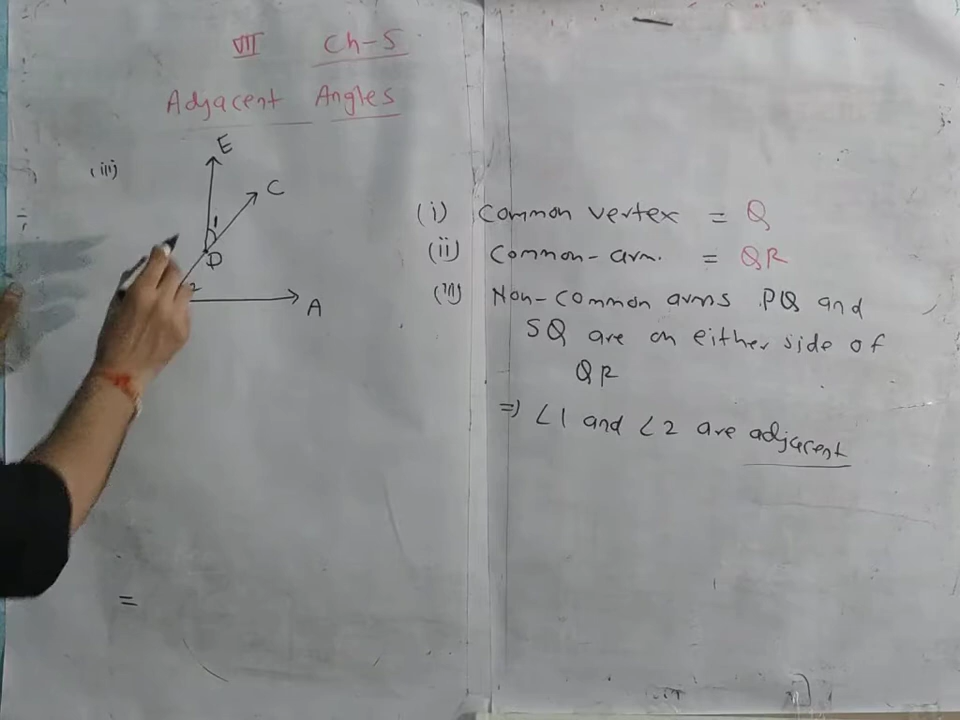 VII Ch-5
Adjacent Angles
(iii)
E
C
1
D
2
A
(i) Common vertex = Q
(ii) Common-arm. = QR
(iii) Non-common arms PQ and
SQ are on either side of
QR
=> ∠1 and ∠2 are adjacent
=